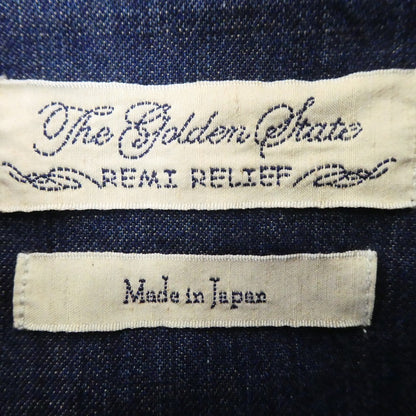 The Golden State
REMI RELIEF
Made in Japan